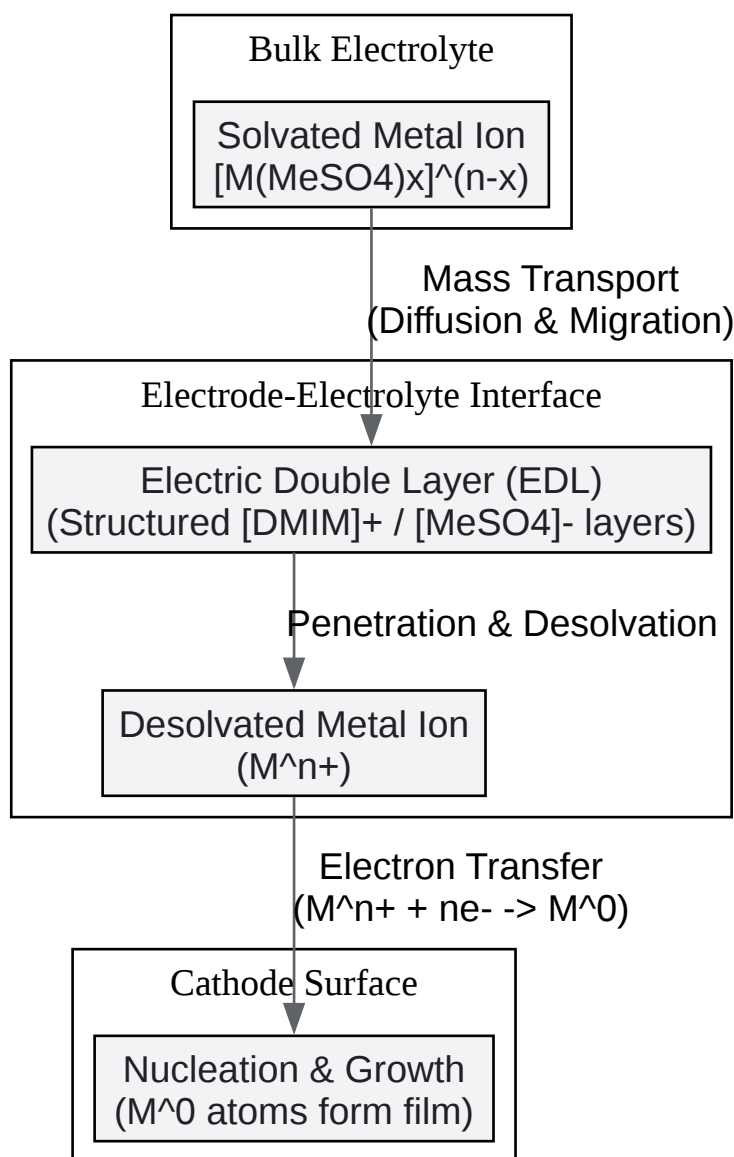 Bulk Electrolyte
Solvated Metal Ion
[M(MeSO4)x]^(n-x)
Mass Transport
(Diffusion & Migration)
Electrode-Electrolyte Interface
Electric Double Layer (EDL)
(Structured [DMIM]+ / [MeSO4]- layers)
Penetration & Desolvation
Desolvated Metal Ion
(M^n+)
Electron Transfer
(M^n+ + ne- -> M^0)
Cathode Surface
Nucleation & Growth
(M^0 atoms form film)